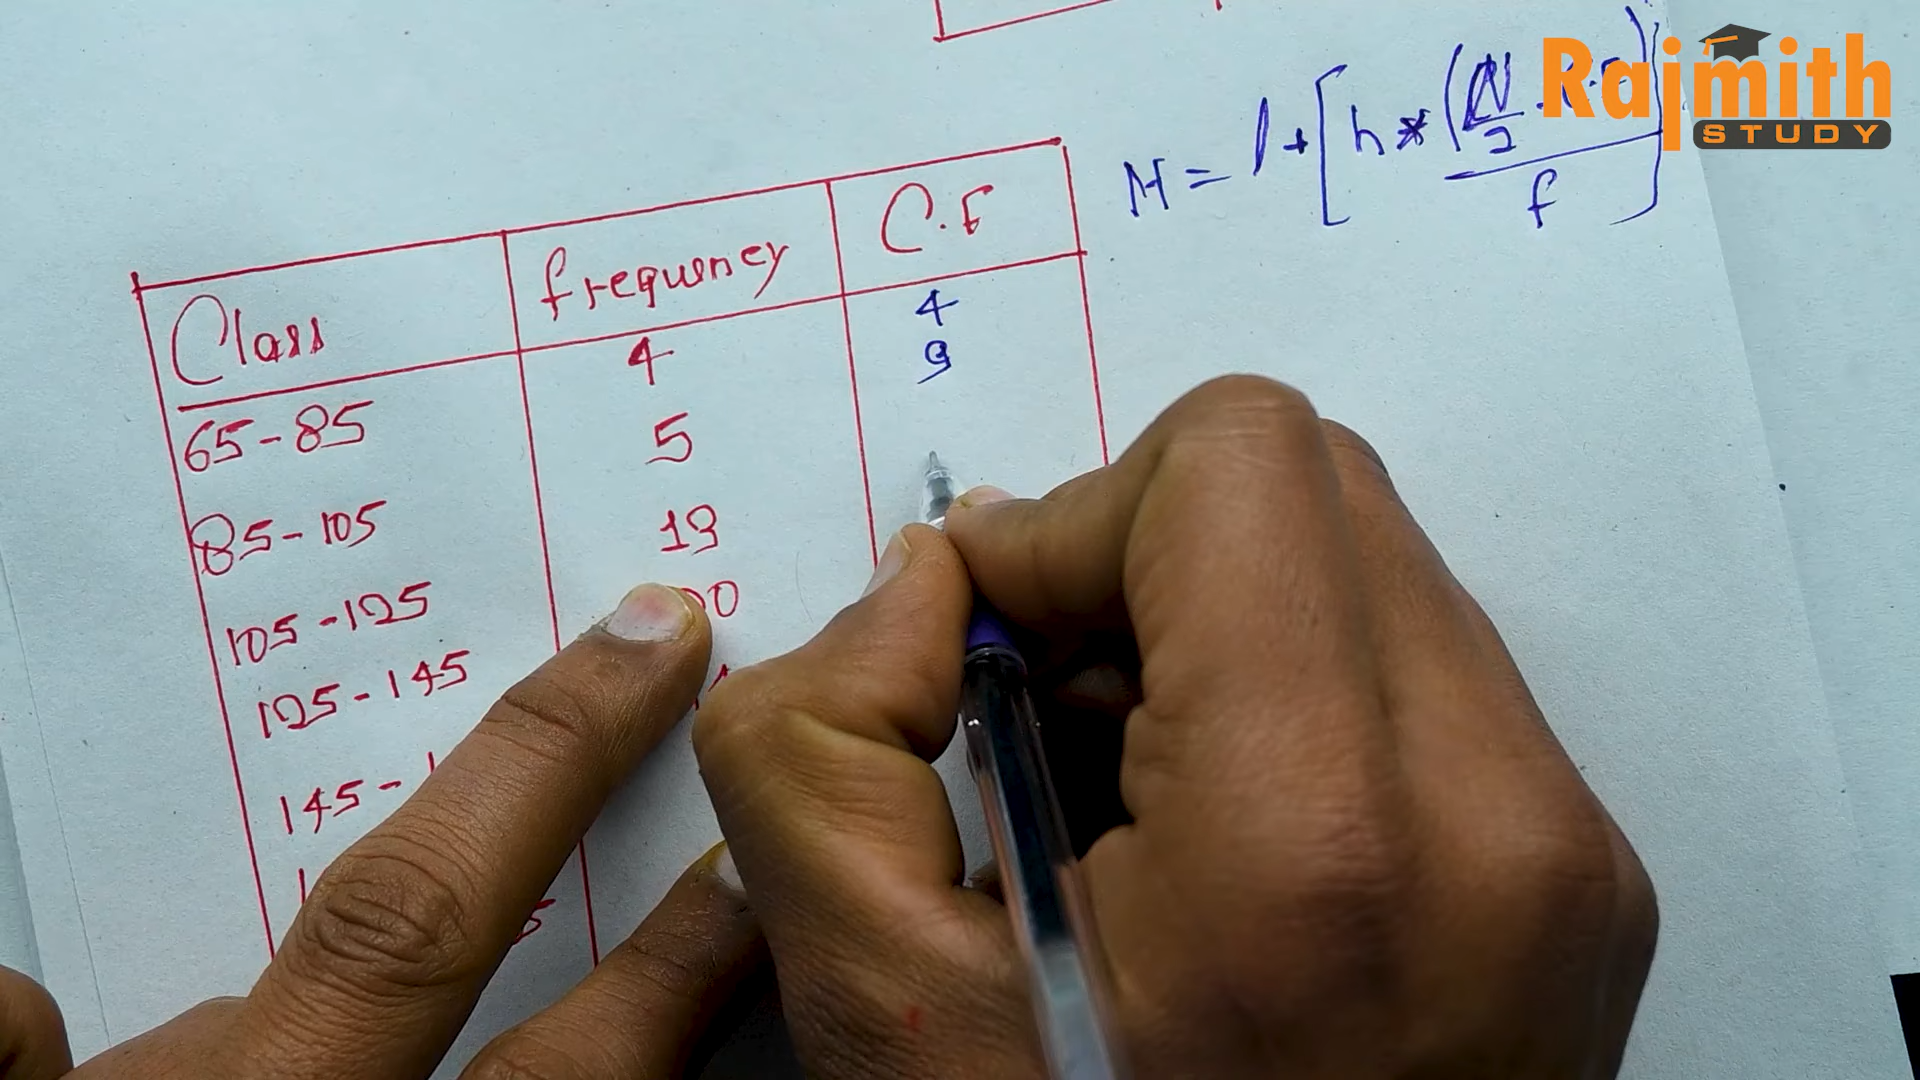 Rajmith
STUDY
M = l + [ h * ( N/2 - C.F ) / f ]
Class frequency C.F
65-85 4 4
85-105 5 9
105-125 13
125-145 20
145-